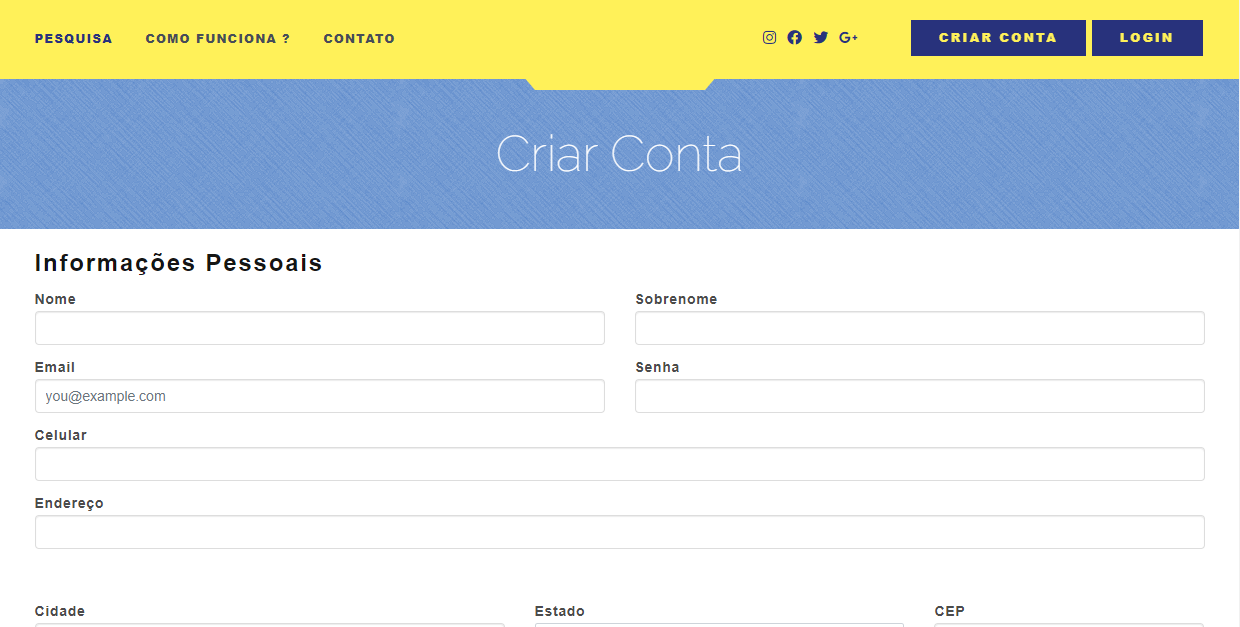 PESQUISA COMO FUNCIONA ? CONTATO G+ CRIAR CONTA LOGIN
Criar Conta
Informações Pessoais
Nome Sobrenome
Email Senha
you@example.com
Celular
Endereço
Cidade Estado CEP